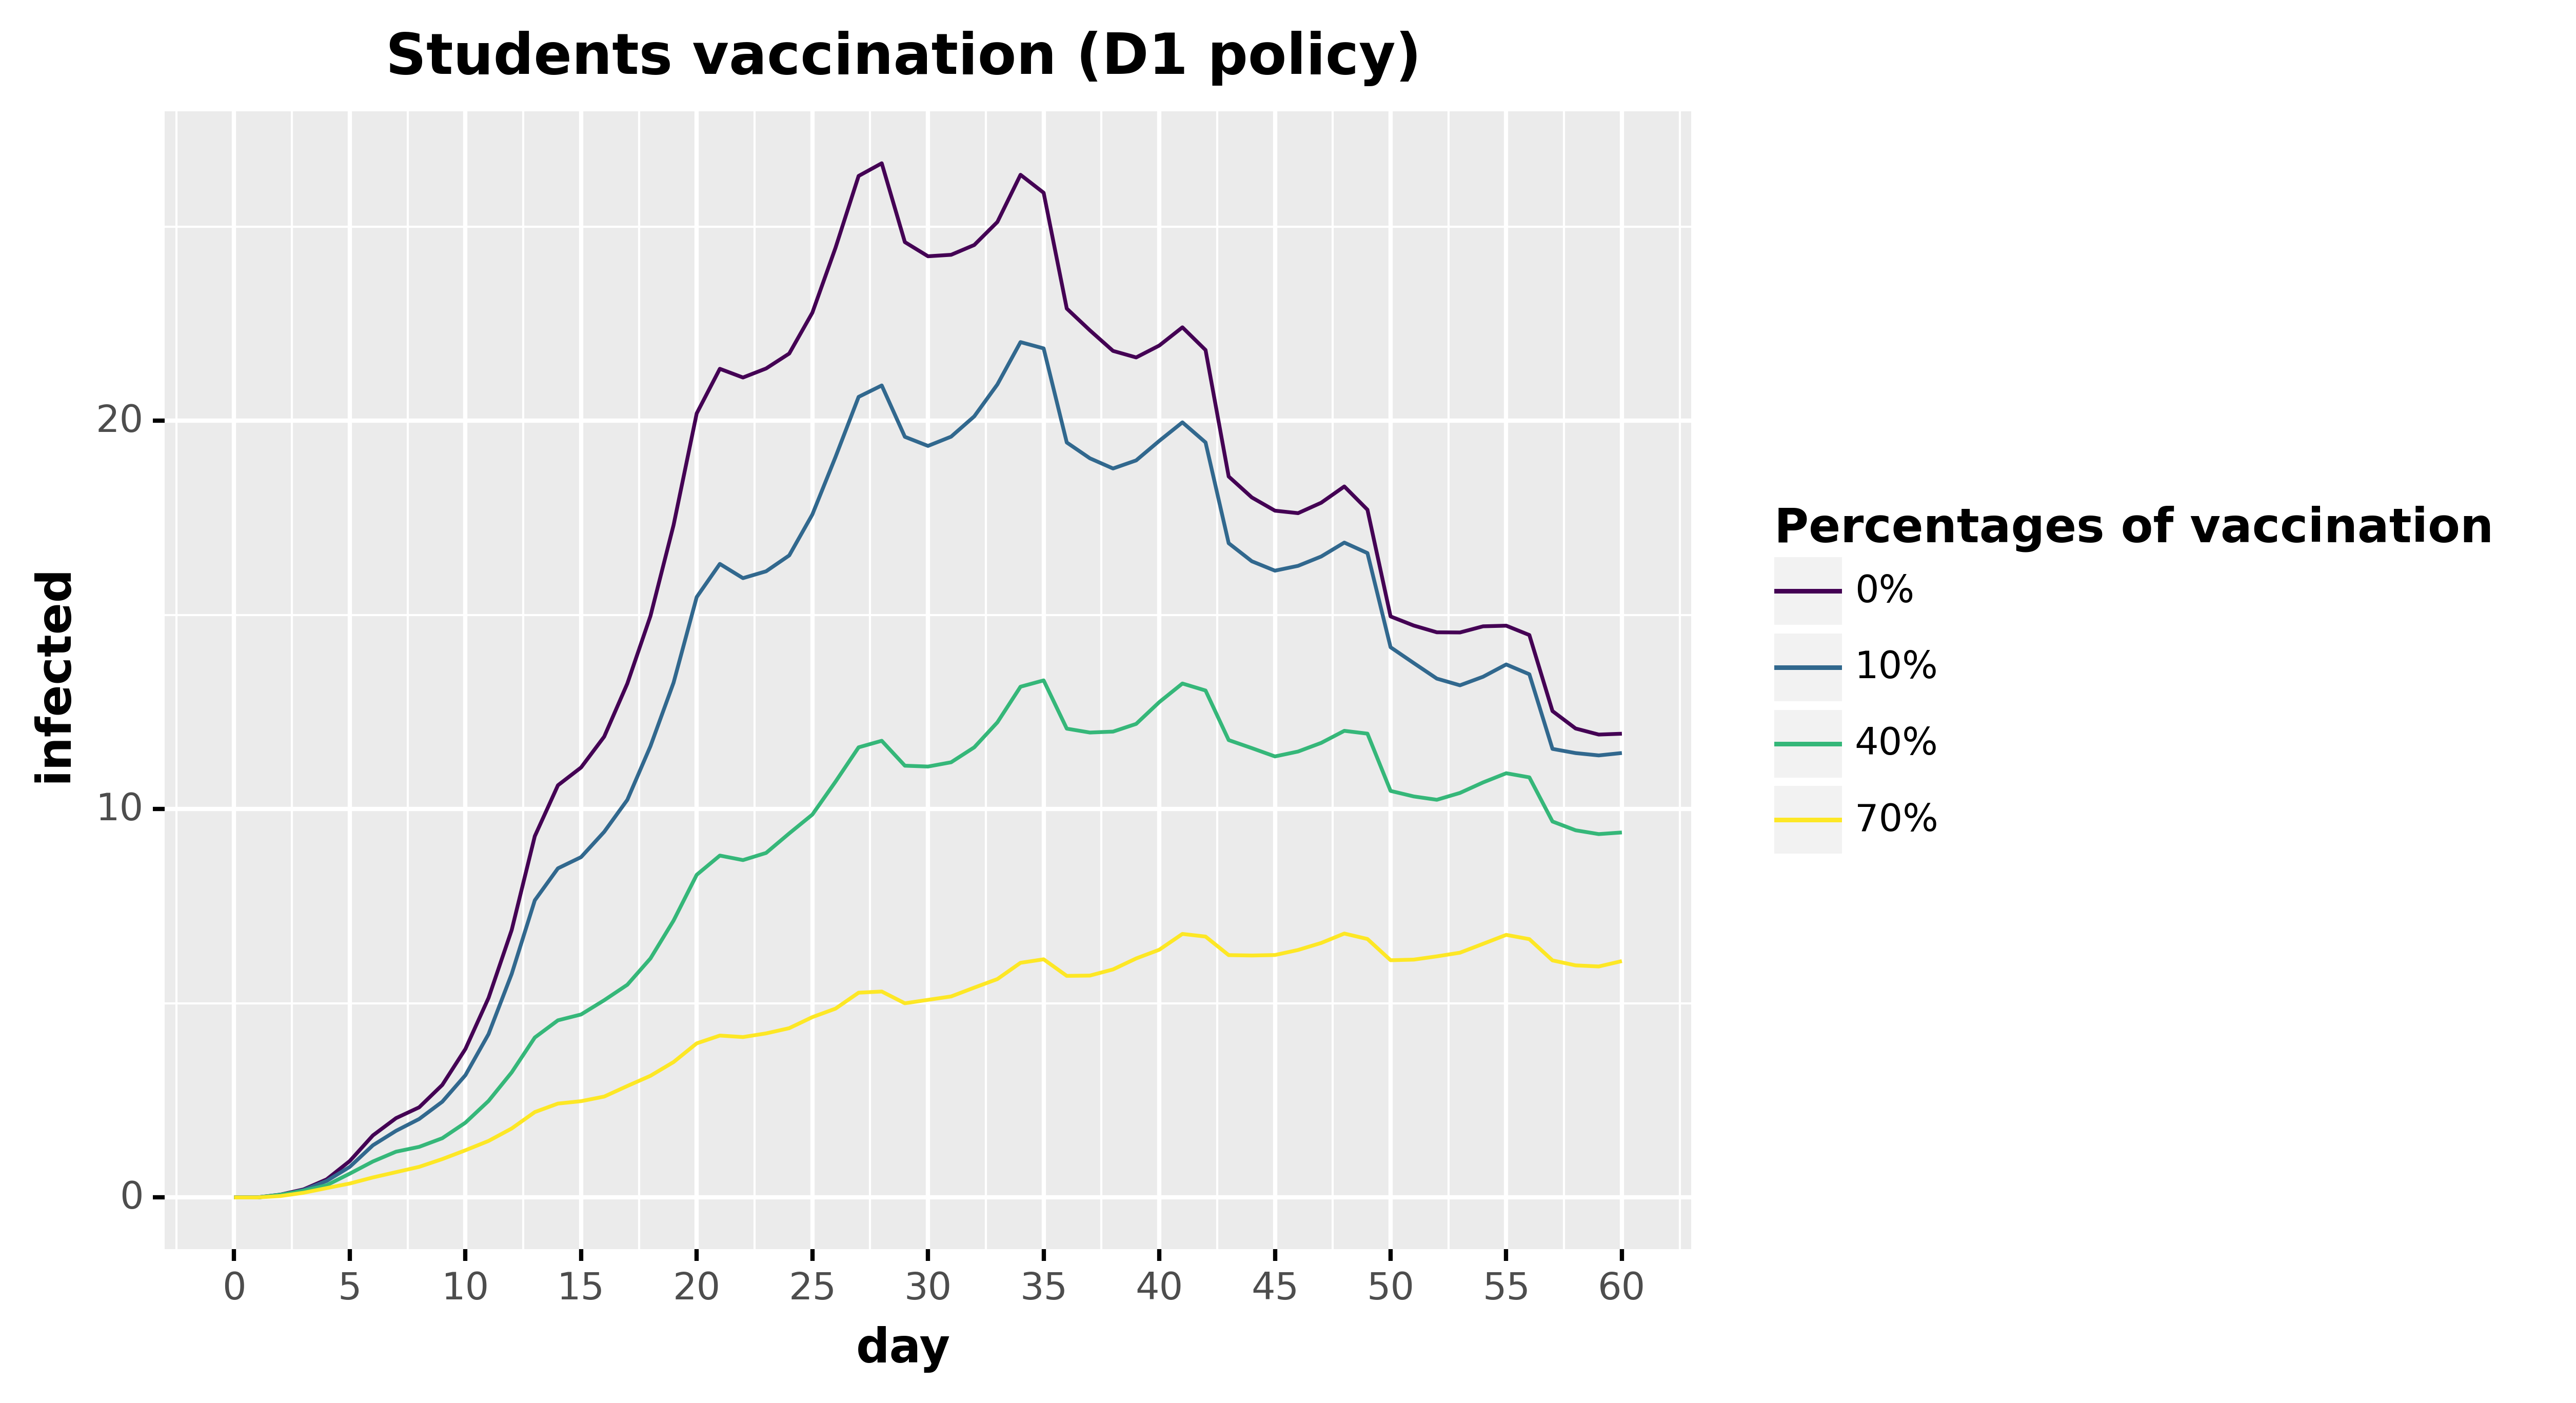 Students vaccination (D1 policy)
infected
20
10
0
0 5 10 15 20 25 30 35 40 45 50 55 60
day
Percentages of vaccination
0%
10%
40%
70%